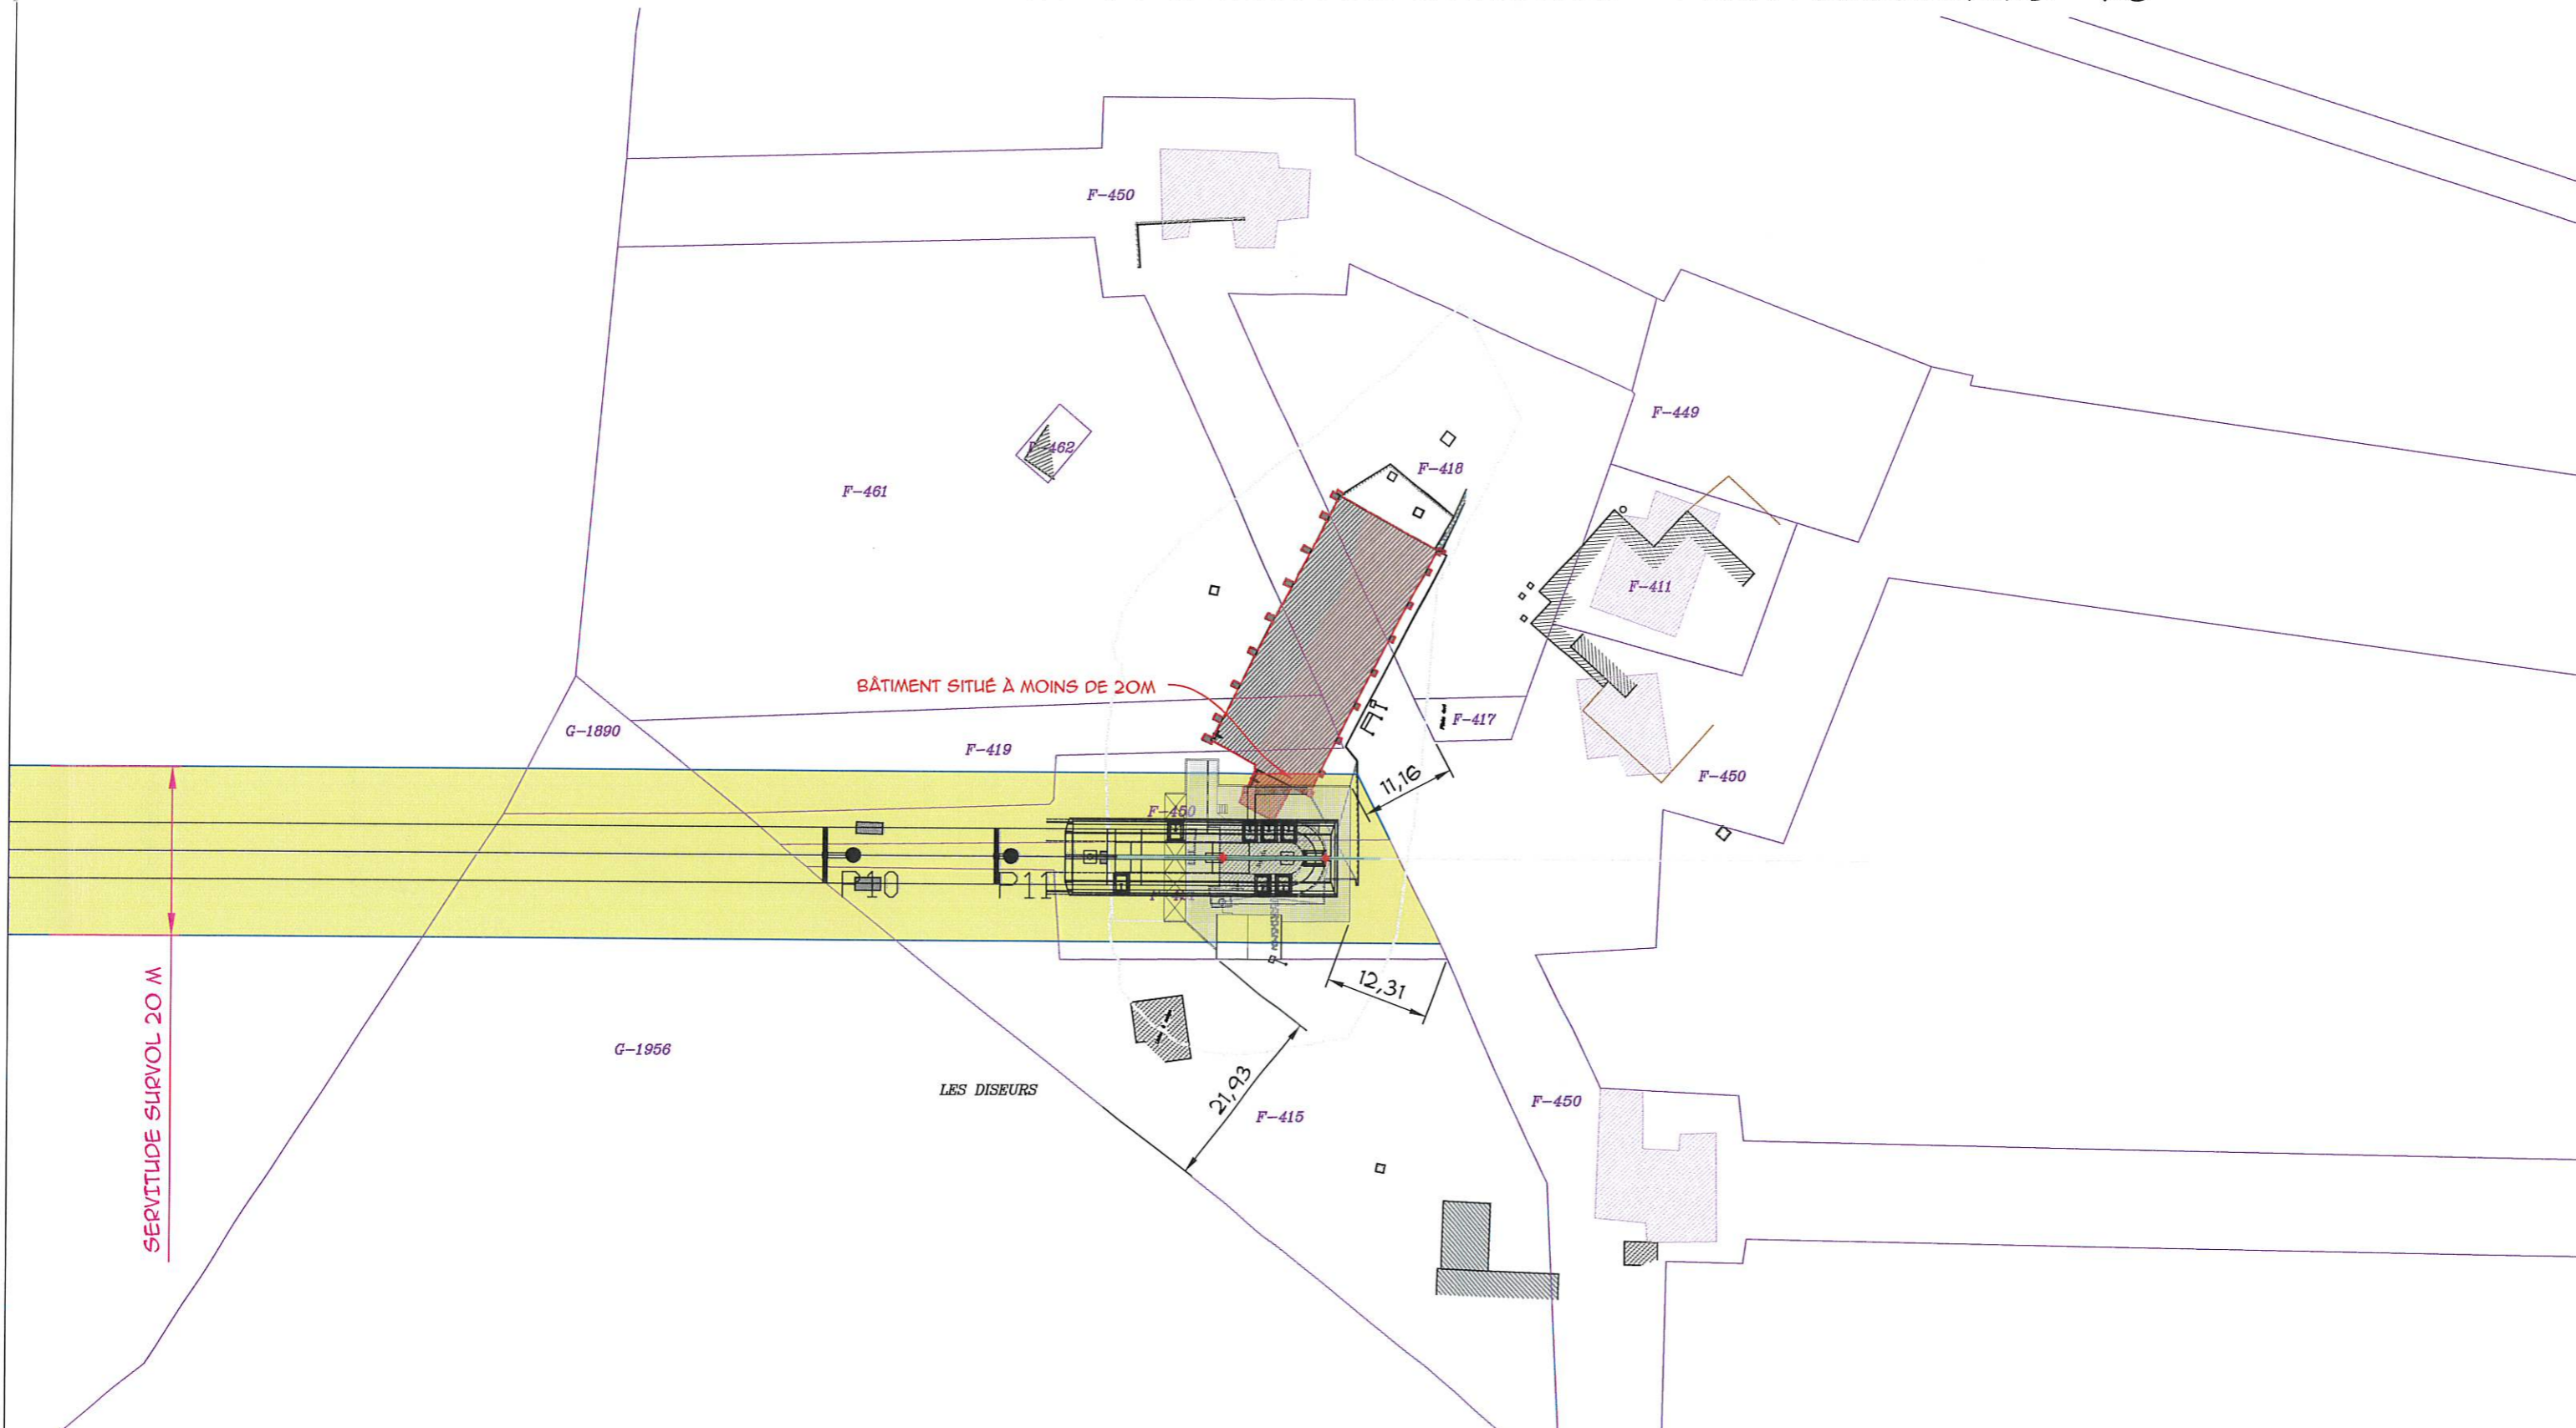 F-450
F-449
F-462
F-418
F-461
F-411
BÂTIMENT SITUÉ À MOINS DE 20M
G-1890
F-417
F-419
11,16
F-450
F-450
P10
P11
12,31
SERVITUDE SURVOL 20 M
G-1956
LES DISEURS
21,93
F-415
F-450